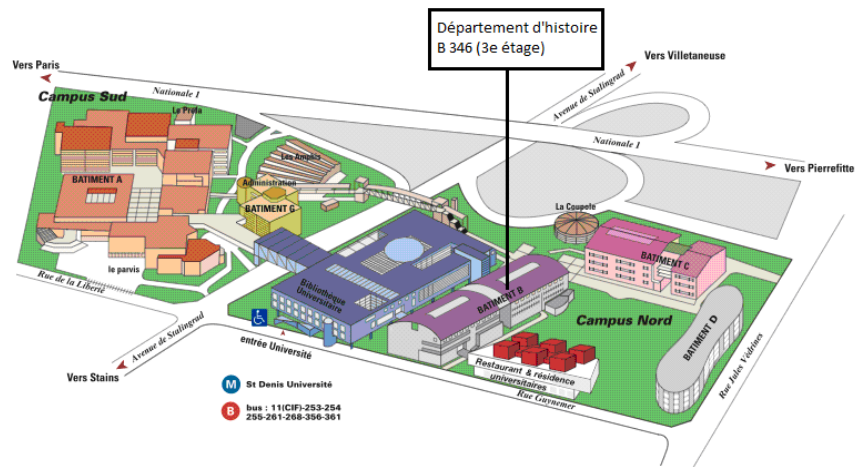 Département d'histoire
B 346 (3e étage)
Vers Paris
Vers Villetaneuse
Avenue de Stalingrad
Nationale I
Campus Sud
Le Préfa
Nationale I
Vers Pierrefitte
Les Amphis
BATIMENT A
Administration
BATIMENT G
La Coupole
BATIMENT C
le parvis
Rue de la Liberté
Bibliothèque
Universitaire
BATIMENT B
Campus Nord
BATIMENT D
Avenue de Stalingrad
entrée Université
Restaurant & résidence
universitaires
Rue Guynemer
Rue Jules Védrines
Vers Stains
M St Denis Université
B bus : 11(CIF)-253-254
255-261-268-356-361